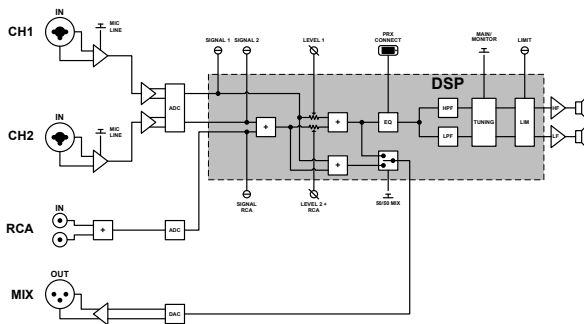 IN
CH1
MIC
LINE
SIGNAL 1
SIGNAL 2
LEVEL 1
PRX
CONNECT
MAIN/
MONITOR
LIMIT
DSP
ADC
HPF
HF
IN
CH2
MIC
LINE
+
+
EQ
TUNING
LIM
LPF
LF
+
SIGNAL
RCA
LEVEL 2 +
RCA
50/50 MIX
IN
RCA
+
ADC
OUT
MIX
DAC